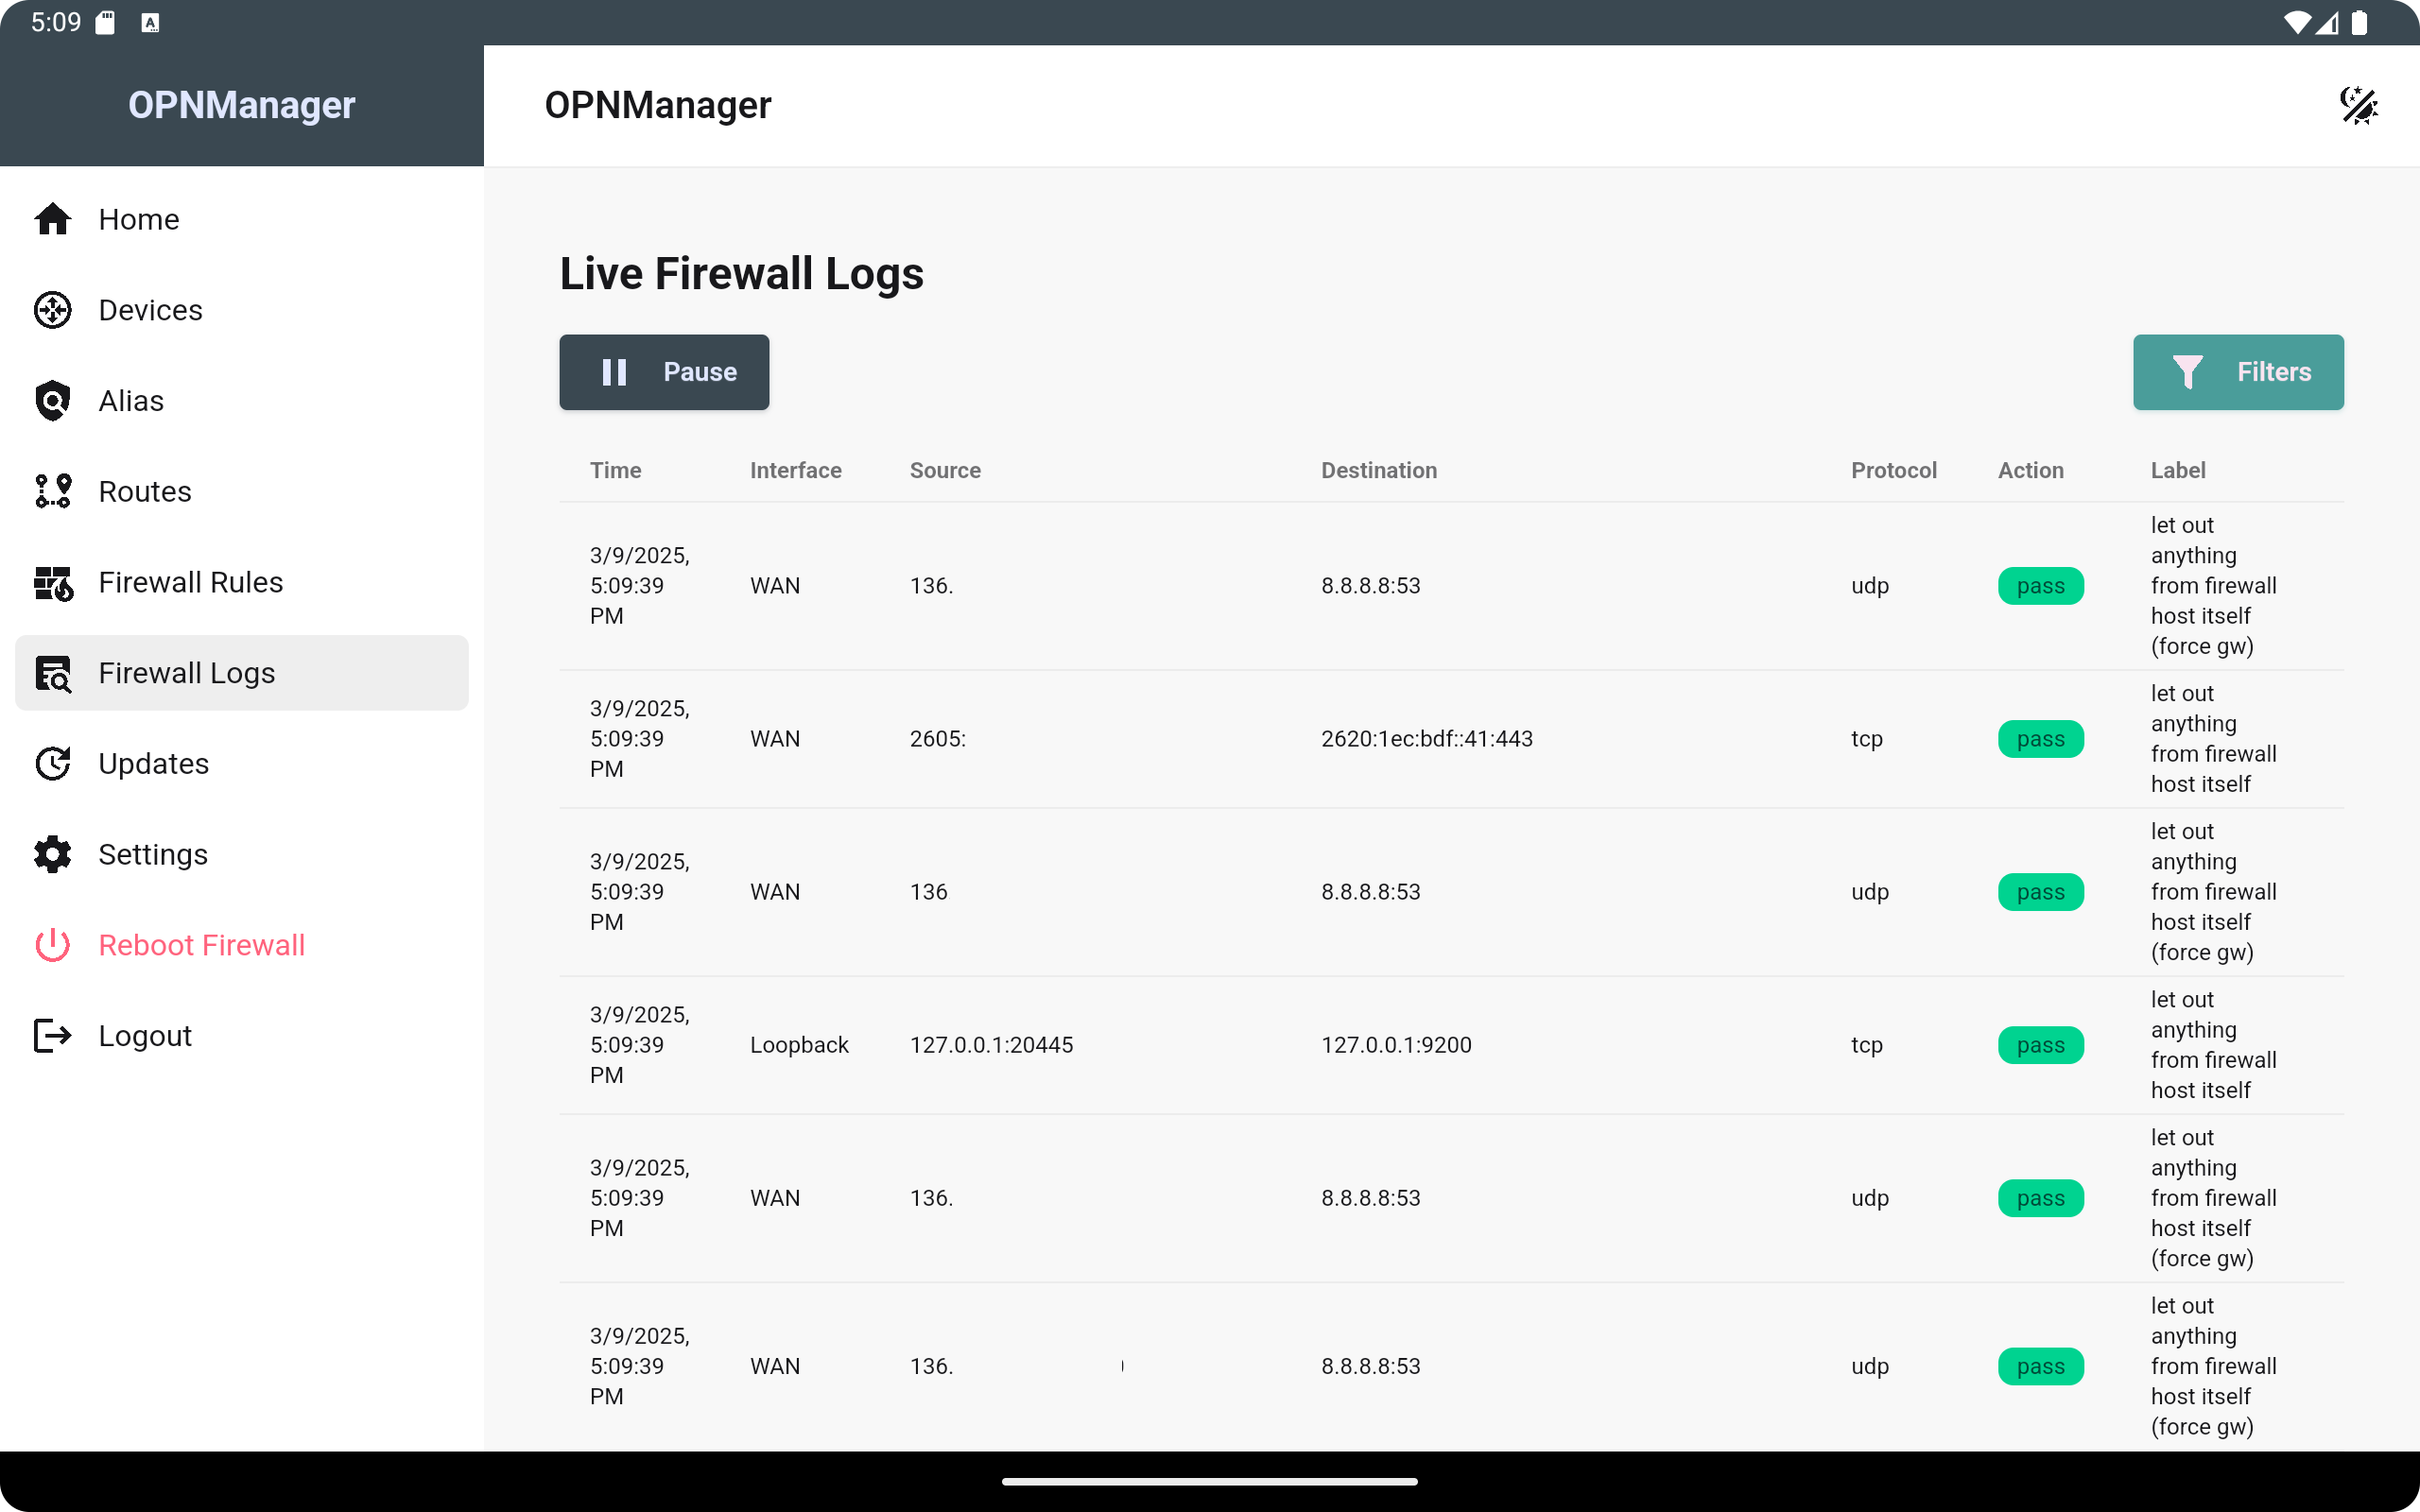 5:09
OPNManager
OPNManager
Home
Devices
Alias
Routes
Firewall Rules
Firewall Logs
Updates
Settings
Reboot Firewall
Logout
Live Firewall Logs
Pause
Filters
Time Interface Source Destination Protocol Action Label
3/9/2025,
5:09:39
PM
WAN
136.
8.8.8.8:53
udp
pass
let out
anything
from firewall
host itself
(force gw)
3/9/2025,
5:09:39
PM
WAN
2605:
2620:1ec:bdf::41:443
tcp
pass
let out
anything
from firewall
host itself
3/9/2025,
5:09:39
PM
WAN
136
8.8.8.8:53
udp
pass
let out
anything
from firewall
host itself
(force gw)
3/9/2025,
5:09:39
PM
Loopback
127.0.0.1:20445
127.0.0.1:9200
tcp
pass
let out
anything
from firewall
host itself
3/9/2025,
5:09:39
PM
WAN
136.
8.8.8.8:53
udp
pass
let out
anything
from firewall
host itself
(force gw)
3/9/2025,
5:09:39
PM
WAN
136.
8.8.8.8:53
udp
pass
let out
anything
from firewall
host itself
(force gw)